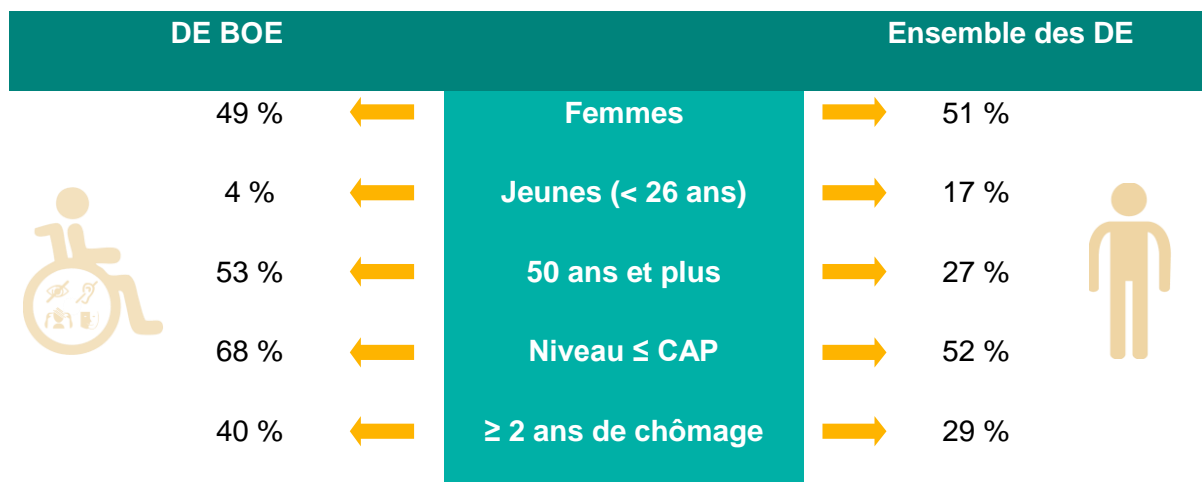 DE BOE Ensemble des DE
49 % Femmes 51 %
4 % Jeunes (< 26 ans) 17 %
53 % 50 ans et plus 27 %
68 % Niveau ≤ CAP 52 %
40 % ≥ 2 ans de chômage 29 %